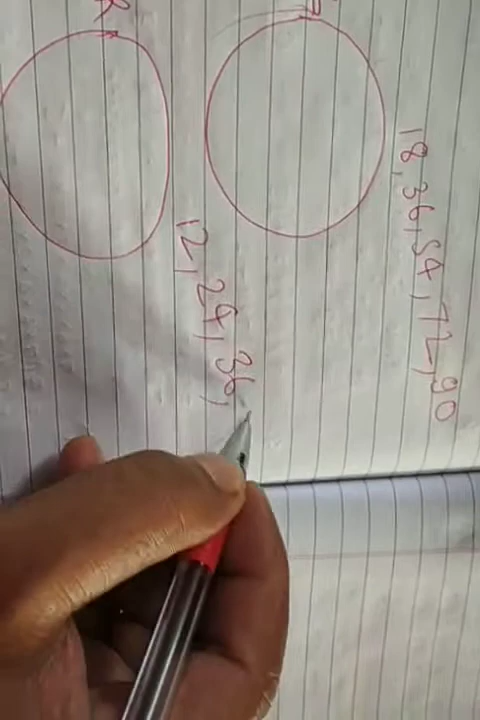 18, 36, 54, 72, 90
12, 24, 36,